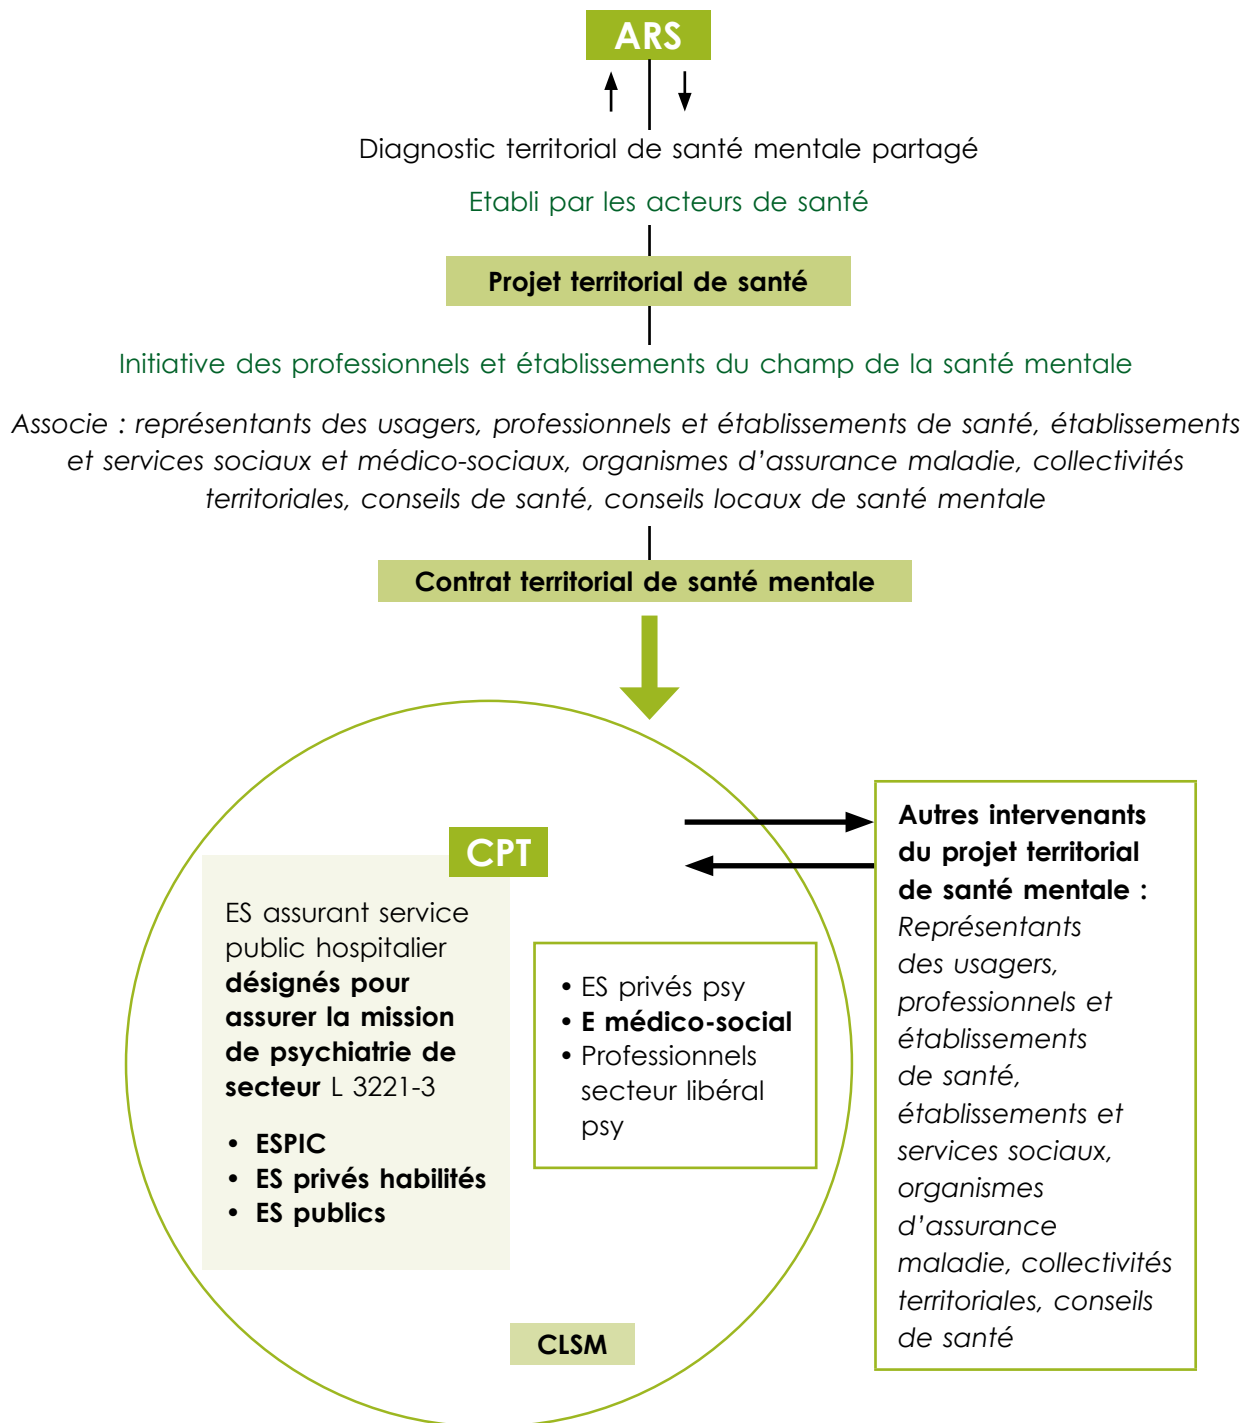 ARS
Diagnostic territorial de santé mentale partagé
Etabli par les acteurs de santé
Projet territorial de santé
Initiative des professionnels et établissements du champ de la santé mentale
Associe : représentants des usagers, professionnels et établissements de santé, établissements
et services sociaux et médico-sociaux, organismes d'assurance maladie, collectivités
territoriales, conseils de santé, conseils locaux de santé mentale
Contrat territorial de santé mentale
CPT
ES assurant service
public hospitalier
désignés pour
assurer la mission
de psychiatrie de
secteur L 3221-3
• ESPIC
• ES privés habilités
• ES publics
• ES privés psy
• E médico-social
• Professionnels
secteur libéral
psy
CLSM
Autres intervenants
du projet territorial
de santé mentale :
Représentants
des usagers,
professionnels et
établissements
de santé,
établissements et
services sociaux,
organismes
d'assurance
maladie, collectivités
territoriales, conseils
de santé